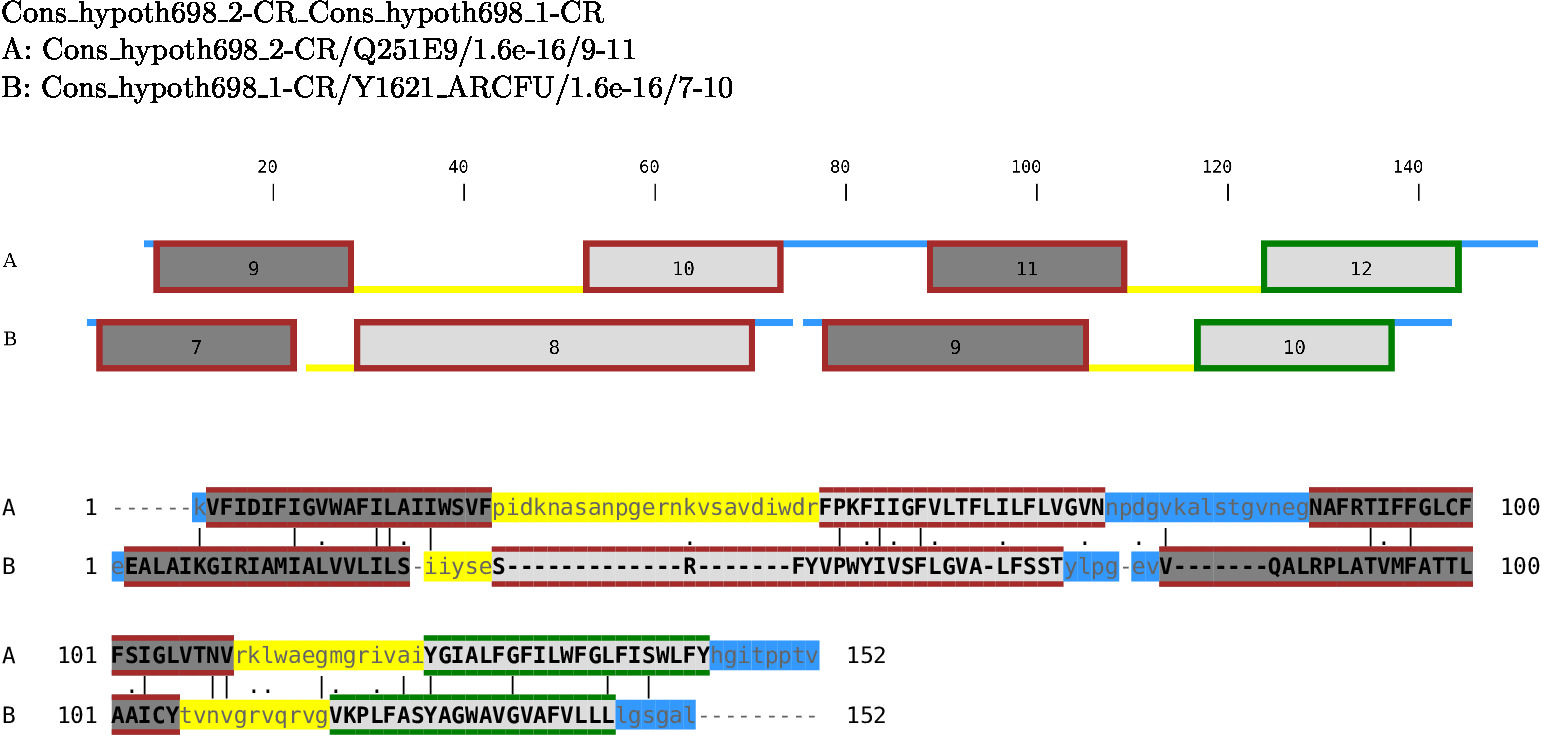 Cons_hypoth698_2-CR_Cons_hypoth698_1-CR
A: Cons_hypoth698_2-CR/Q251E9/1.6e-16/9-11
B: Cons_hypoth698_1-CR/Y1621_ARCFU/1.6e-16/7-10
20 40 60 80 100 120 140
A 9 10 11 12
B 7 8 9 10
A 1 ------kVFIDIFIGVWAFILAIIWSVFpidknasanpgernkvsavdiwdrFPKFIIGFVLTFLILFLVGVNnpdgvkalstgvnegNAFRTIFFGLCF 100
B 1 eEALAIKGIRIAMIALVVLILS-iiyseS-------------R-------FYVPWYIVSFLGVA-LFSSTylpg-evV-------QALRPLATVMFATTL 100
A 101 FSIGLVTNVrklwaegmgrivaiYGIALFGFILWFGLFISWLFYhgitpptv 152
B 101 AAICYtvnvgrvqrvgVKPLFASYAGWAVGVAFVLLLlgsgal--------- 152